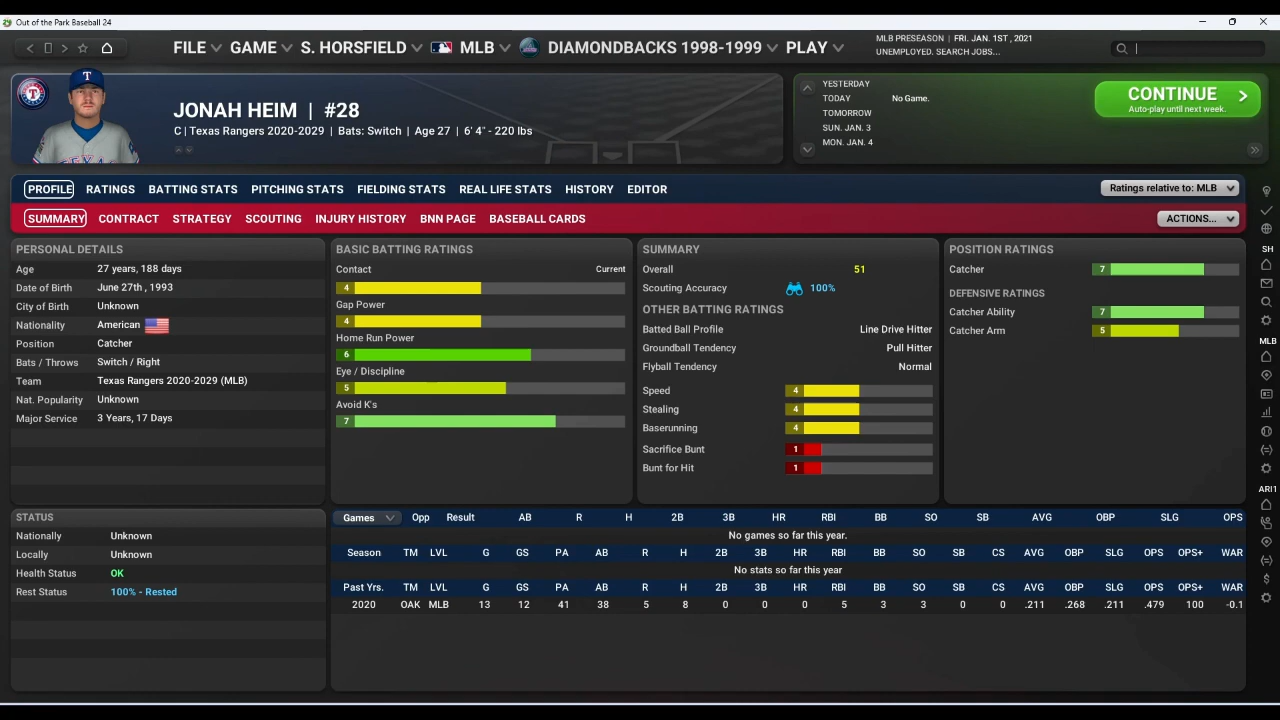 Out of the Park Baseball 24
FILE GAME S. HORSFIELD MLB DIAMONDBACKS 1998-1999 PLAY
MLB PRESEASON | FRI. JAN. 1ST , 2021
UNEMPLOYED. SEARCH JOBS...
JONAH HEIM | #28
C | Texas Rangers 2020-2029 | Bats: Switch | Age 27 | 6' 4" - 220 lbs
YESTERDAY
TODAY No Game.
TOMORROW
SUN. JAN. 3
MON. JAN. 4
CONTINUE
Auto-play until next week.
PROFILE RATINGS BATTING STATS PITCHING STATS FIELDING STATS REAL LIFE STATS HISTORY EDITOR
Ratings relative to: MLB
SUMMARY CONTRACT STRATEGY SCOUTING INJURY HISTORY BNN PAGE BASEBALL CARDS
ACTIONS...
PERSONAL DETAILS
Age 27 years, 188 days
Date of Birth June 27th , 1993
City of Birth Unknown
Nationality American
Position Catcher
Bats / Throws Switch / Right
Team Texas Rangers 2020-2029 (MLB)
Nat. Popularity Unknown
Major Service 3 Years, 17 Days
BASIC BATTING RATINGS
Contact Current
4
Gap Power
4
Home Run Power
6
Eye / Discipline
5
Avoid K's
7
SUMMARY
Overall 51
Scouting Accuracy 100%
OTHER BATTING RATINGS
Batted Ball Profile Line Drive Hitter
Groundball Tendency Pull Hitter
Flyball Tendency Normal
Speed 4
Stealing 4
Baserunning 4
Sacrifice Bunt 1
Bunt for Hit 1
POSITION RATINGS
Catcher 7
DEFENSIVE RATINGS
Catcher Ability 7
Catcher Arm 5
SH
MLB
ARI1
STATUS
Nationally Unknown
Locally Unknown
Health Status OK
Rest Status 100% - Rested
Games Opp Result AB R H 2B 3B HR RBI BB SO SB AVG OBP SLG OPS
No games so far this year.
Season TM LVL G GS PA AB R H 2B 3B HR RBI BB SO SB CS AVG OBP SLG OPS OPS+ WAR
No stats so far this year
Past Yrs. TM LVL G GS PA AB R H 2B 3B HR RBI BB SO SB CS AVG OBP SLG OPS OPS+ WAR
2020 OAK MLB 13 12 41 38 5 8 0 0 0 5 3 3 0 0 .211 .268 .211 .479 100 -0.1